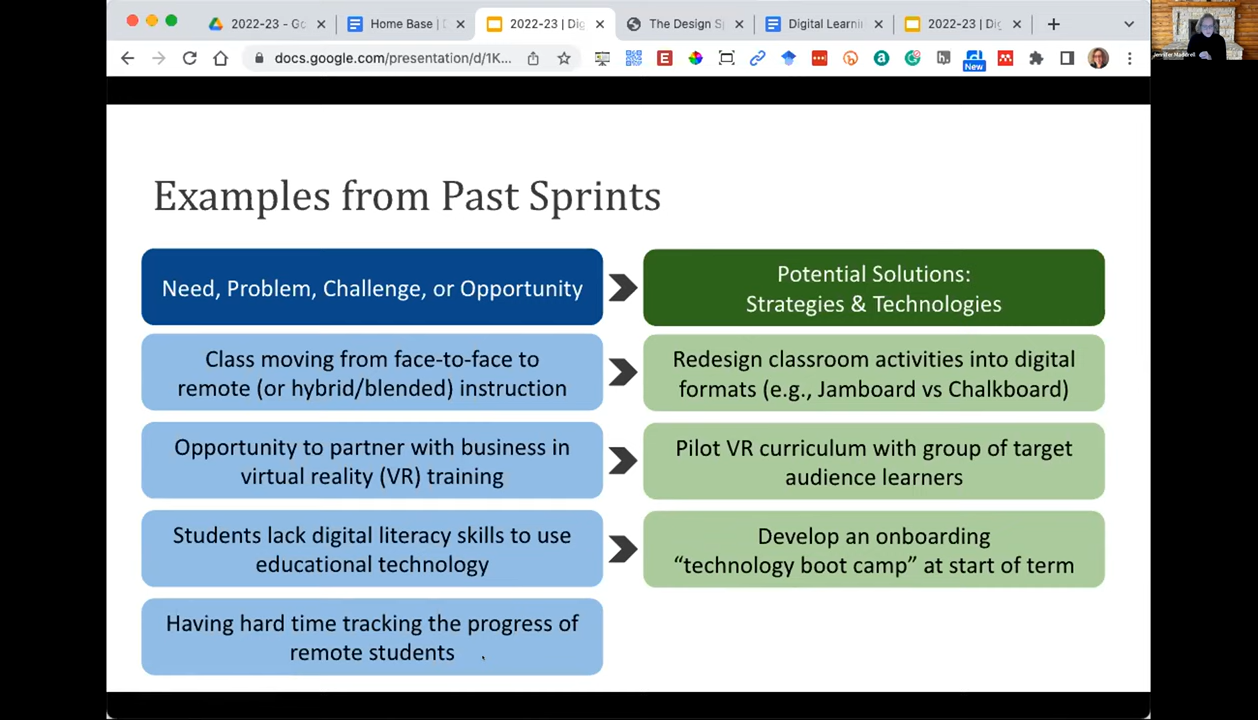 2022-23 - Go
Home Base |
2022-23 | Dig
The Design S
Digital Learni
2022-23 | Dig
docs.google.com/presentation/d/1K...
New
Examples from Past Sprints
Need, Problem, Challenge, or Opportunity
Potential Solutions:
Strategies & Technologies
Class moving from face-to-face to
remote (or hybrid/blended) instruction
Redesign classroom activities into digital
formats (e.g., Jamboard vs Chalkboard)
Opportunity to partner with business in
virtual reality (VR) training
Pilot VR curriculum with group of target
audience learners
Students lack digital literacy skills to use
educational technology
Develop an onboarding
“technology boot camp” at start of term
Having hard time tracking the progress of
remote students